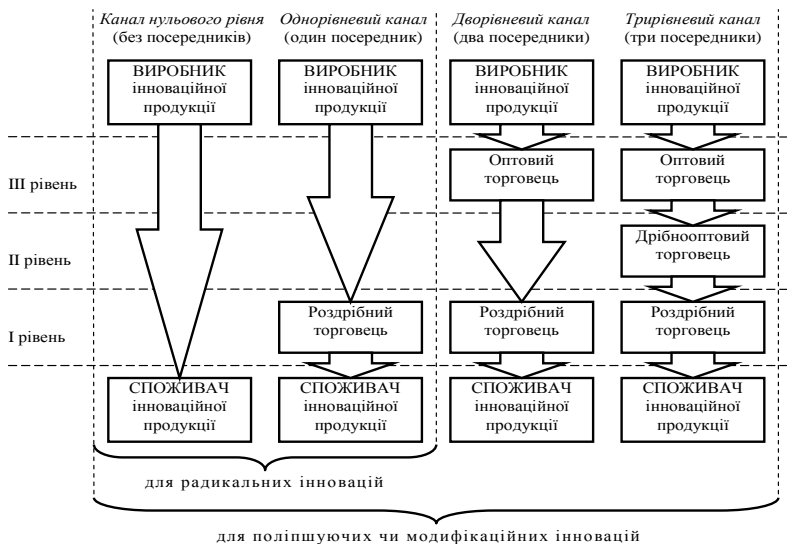 Канал нульового рівня
(без посередників)
Однорівневий канал
(один посередник)
Дворівневий канал
(два посередники)
Трирівневий канал
(три посередники)
ВИРОБНИК
інноваційної
продукції
ВИРОБНИК
інноваційної
продукції
ВИРОБНИК
інноваційної
продукції
ВИРОБНИК
інноваційної
продукції
III рівень
Оптовий
торговець
Оптовий
торговець
II рівень
Дрібнооптовий
торговець
I рівень
Роздрібний
торговець
Роздрібний
торговець
Роздрібний
торговець
СПОЖИВАЧ
інноваційної
продукції
СПОЖИВАЧ
інноваційної
продукції
СПОЖИВАЧ
інноваційної
продукції
СПОЖИВАЧ
інноваційної
продукції
для радикальних інновацій
для поліпшуючих чи модифікаційних інновацій